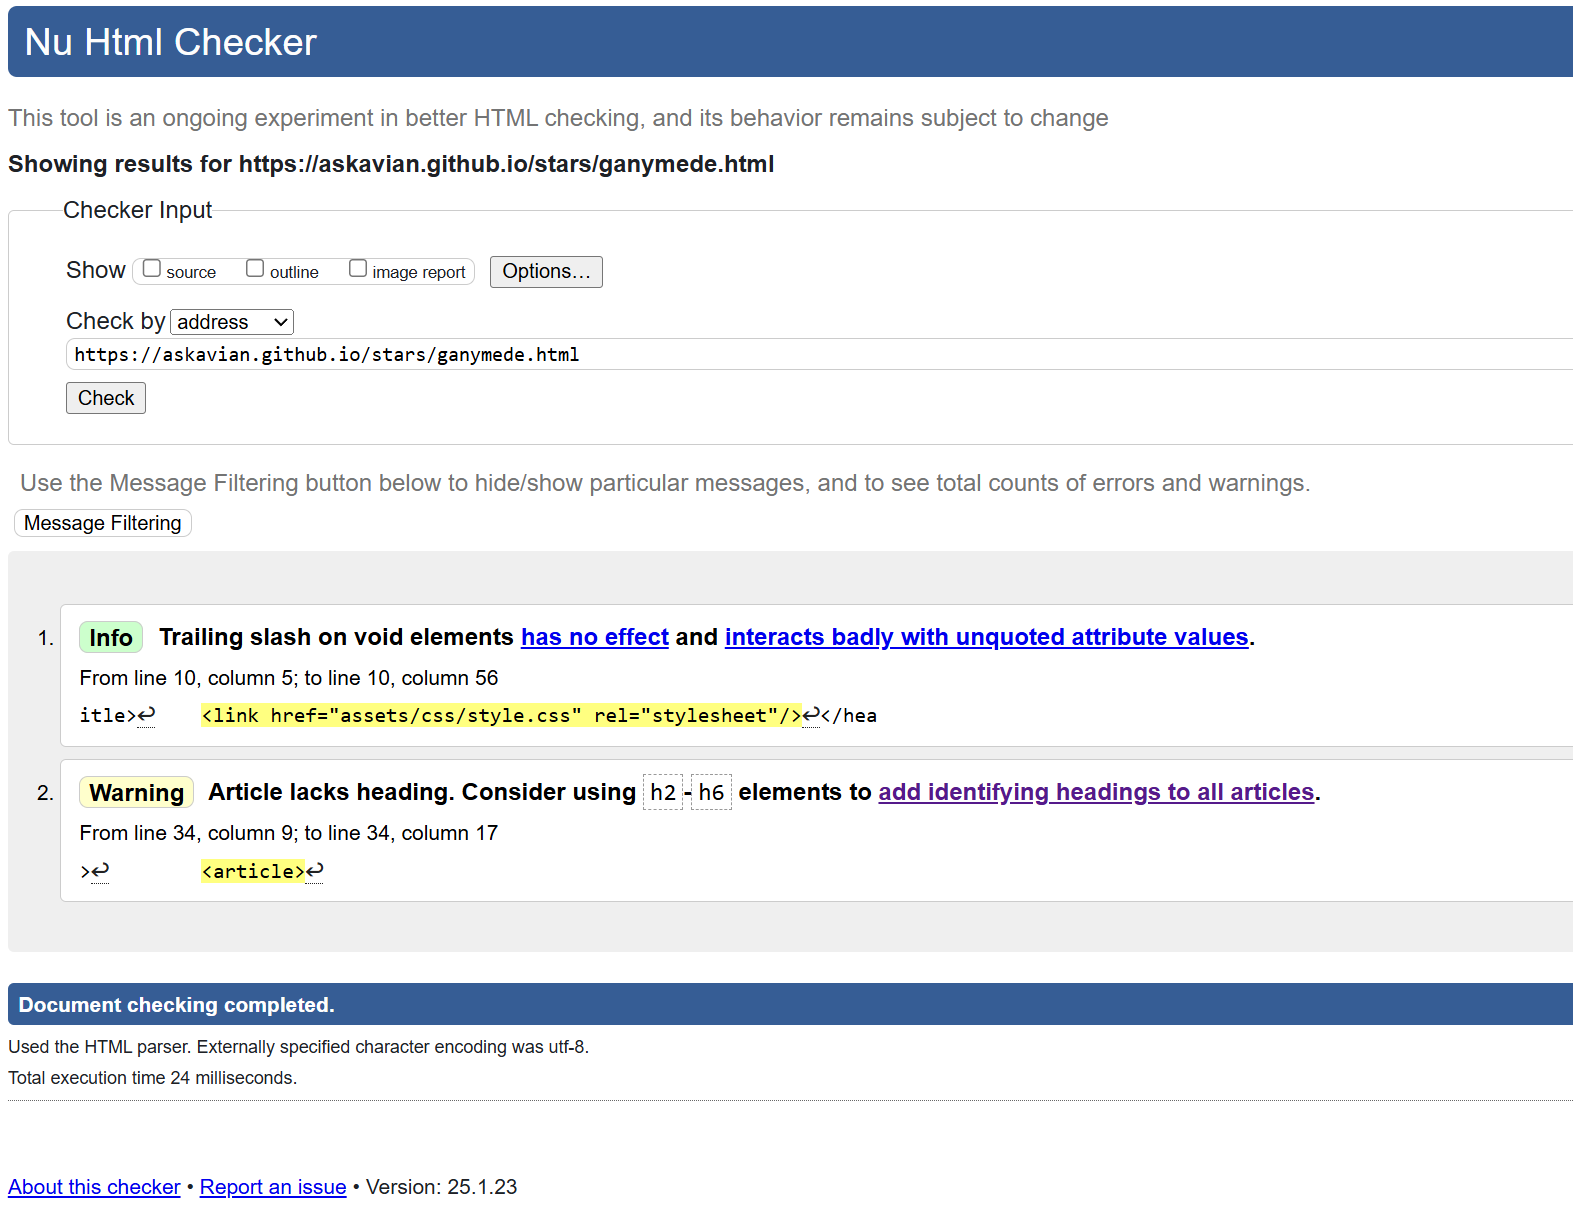 Nu Html Checker
This tool is an ongoing experiment in better HTML checking, and its behavior remains subject to change
Showing results for https://askavian.github.io/stars/ganymede.html
Checker Input
Show source outline image report Options…
Check by address
https://askavian.github.io/stars/ganymede.html
Check
Use the Message Filtering button below to hide/show particular messages, and to see total counts of errors and warnings.
Message Filtering
1. Info Trailing slash on void elements has no effect and interacts badly with unquoted attribute values.
From line 10, column 5; to line 10, column 56
itle>↩    <link href="assets/css/style.css" rel="stylesheet"/>↩</hea
2. Warning Article lacks heading. Consider using h2-h6 elements to add identifying headings to all articles.
From line 34, column 9; to line 34, column 17
>↩        <article>↩
Document checking completed.
Used the HTML parser. Externally specified character encoding was utf-8.
Total execution time 24 milliseconds.
About this checker • Report an issue • Version: 25.1.23